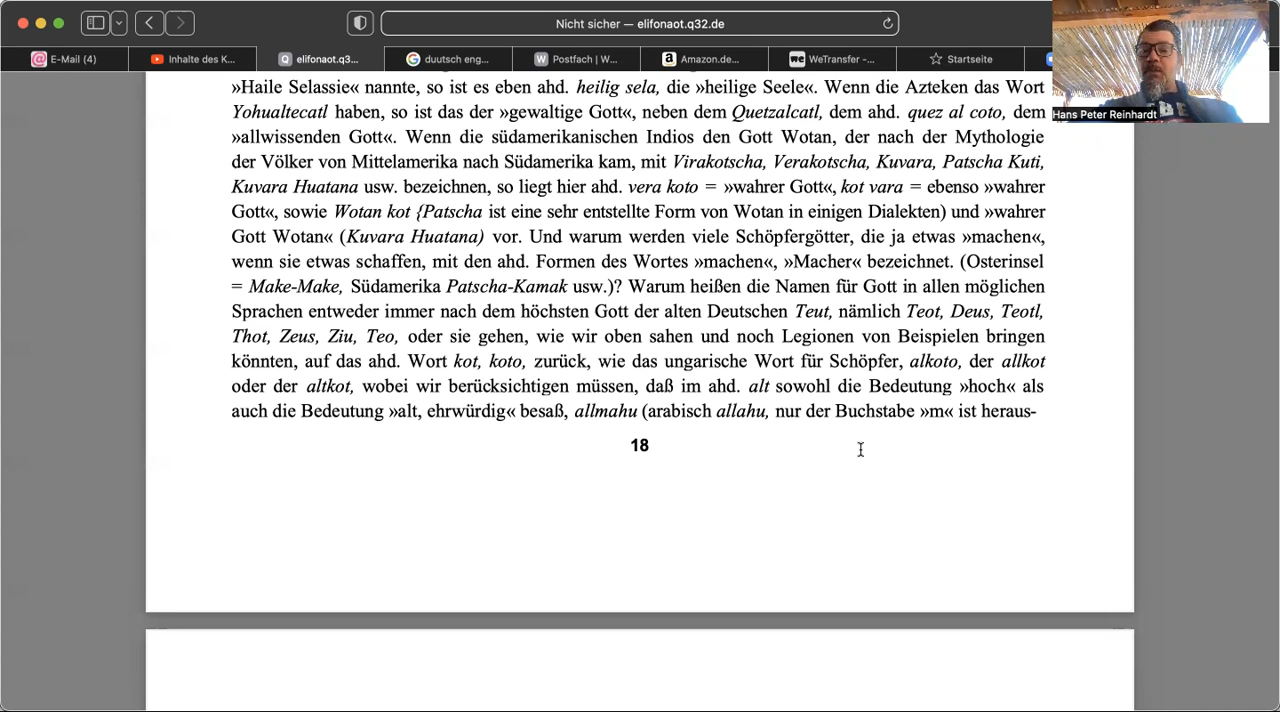 Nicht sicher — elifonaot.q32.de
E-Mail (4)
Inhalte des K...
elifonaot.q3...
duutsch eng...
Postfach | W...
Amazon.de...
WeTransfer -...
Startseite
Hans Peter Reinhardt
»Haile Selassie« nannte, so ist es eben ahd. heilig sela, die »heilige Seele«. Wenn die Azteken das Wort
Yohualtecatl haben, so ist das der »gewaltige Gott«, neben dem Quetzalcatl, dem ahd. quez al coto, dem
»allwissenden Gott«. Wenn die südamerikanischen Indios den Gott Wotan, der nach der Mythologie
der Völker von Mittelamerika nach Südamerika kam, mit Virakotscha, Verakotscha, Kuvara, Patscha Kuti,
Kuvara Huatana usw. bezeichnen, so liegt hier ahd. vera koto = »wahrer Gott«, kot vara = ebenso »wahrer
Gott«, sowie Wotan kot {Patscha ist eine sehr entstellte Form von Wotan in einigen Dialekten) und »wahrer
Gott Wotan« (Kuvara Huatana) vor. Und warum werden viele Schöpfergötter, die ja etwas »machen«,
wenn sie etwas schaffen, mit den ahd. Formen des Wortes »machen«, »Macher« bezeichnet. (Osterinsel
= Make-Make, Südamerika Patscha-Kamak usw.)? Warum heißen die Namen für Gott in allen möglichen
Sprachen entweder immer nach dem höchsten Gott der alten Deutschen Teut, nämlich Teot, Deus, Teotl,
Thot, Zeus, Ziu, Teo, oder sie gehen, wie wir oben sahen und noch Legionen von Beispielen bringen
könnten, auf das ahd. Wort kot, koto, zurück, wie das ungarische Wort für Schöpfer, alkoto, der allkot
oder der altkot, wobei wir berücksichtigen müssen, daß im ahd. alt sowohl die Bedeutung »hoch« als
auch die Bedeutung »alt, ehrwürdig« besaß, allmahu (arabisch allahu, nur der Buchstabe »m« ist heraus-
18